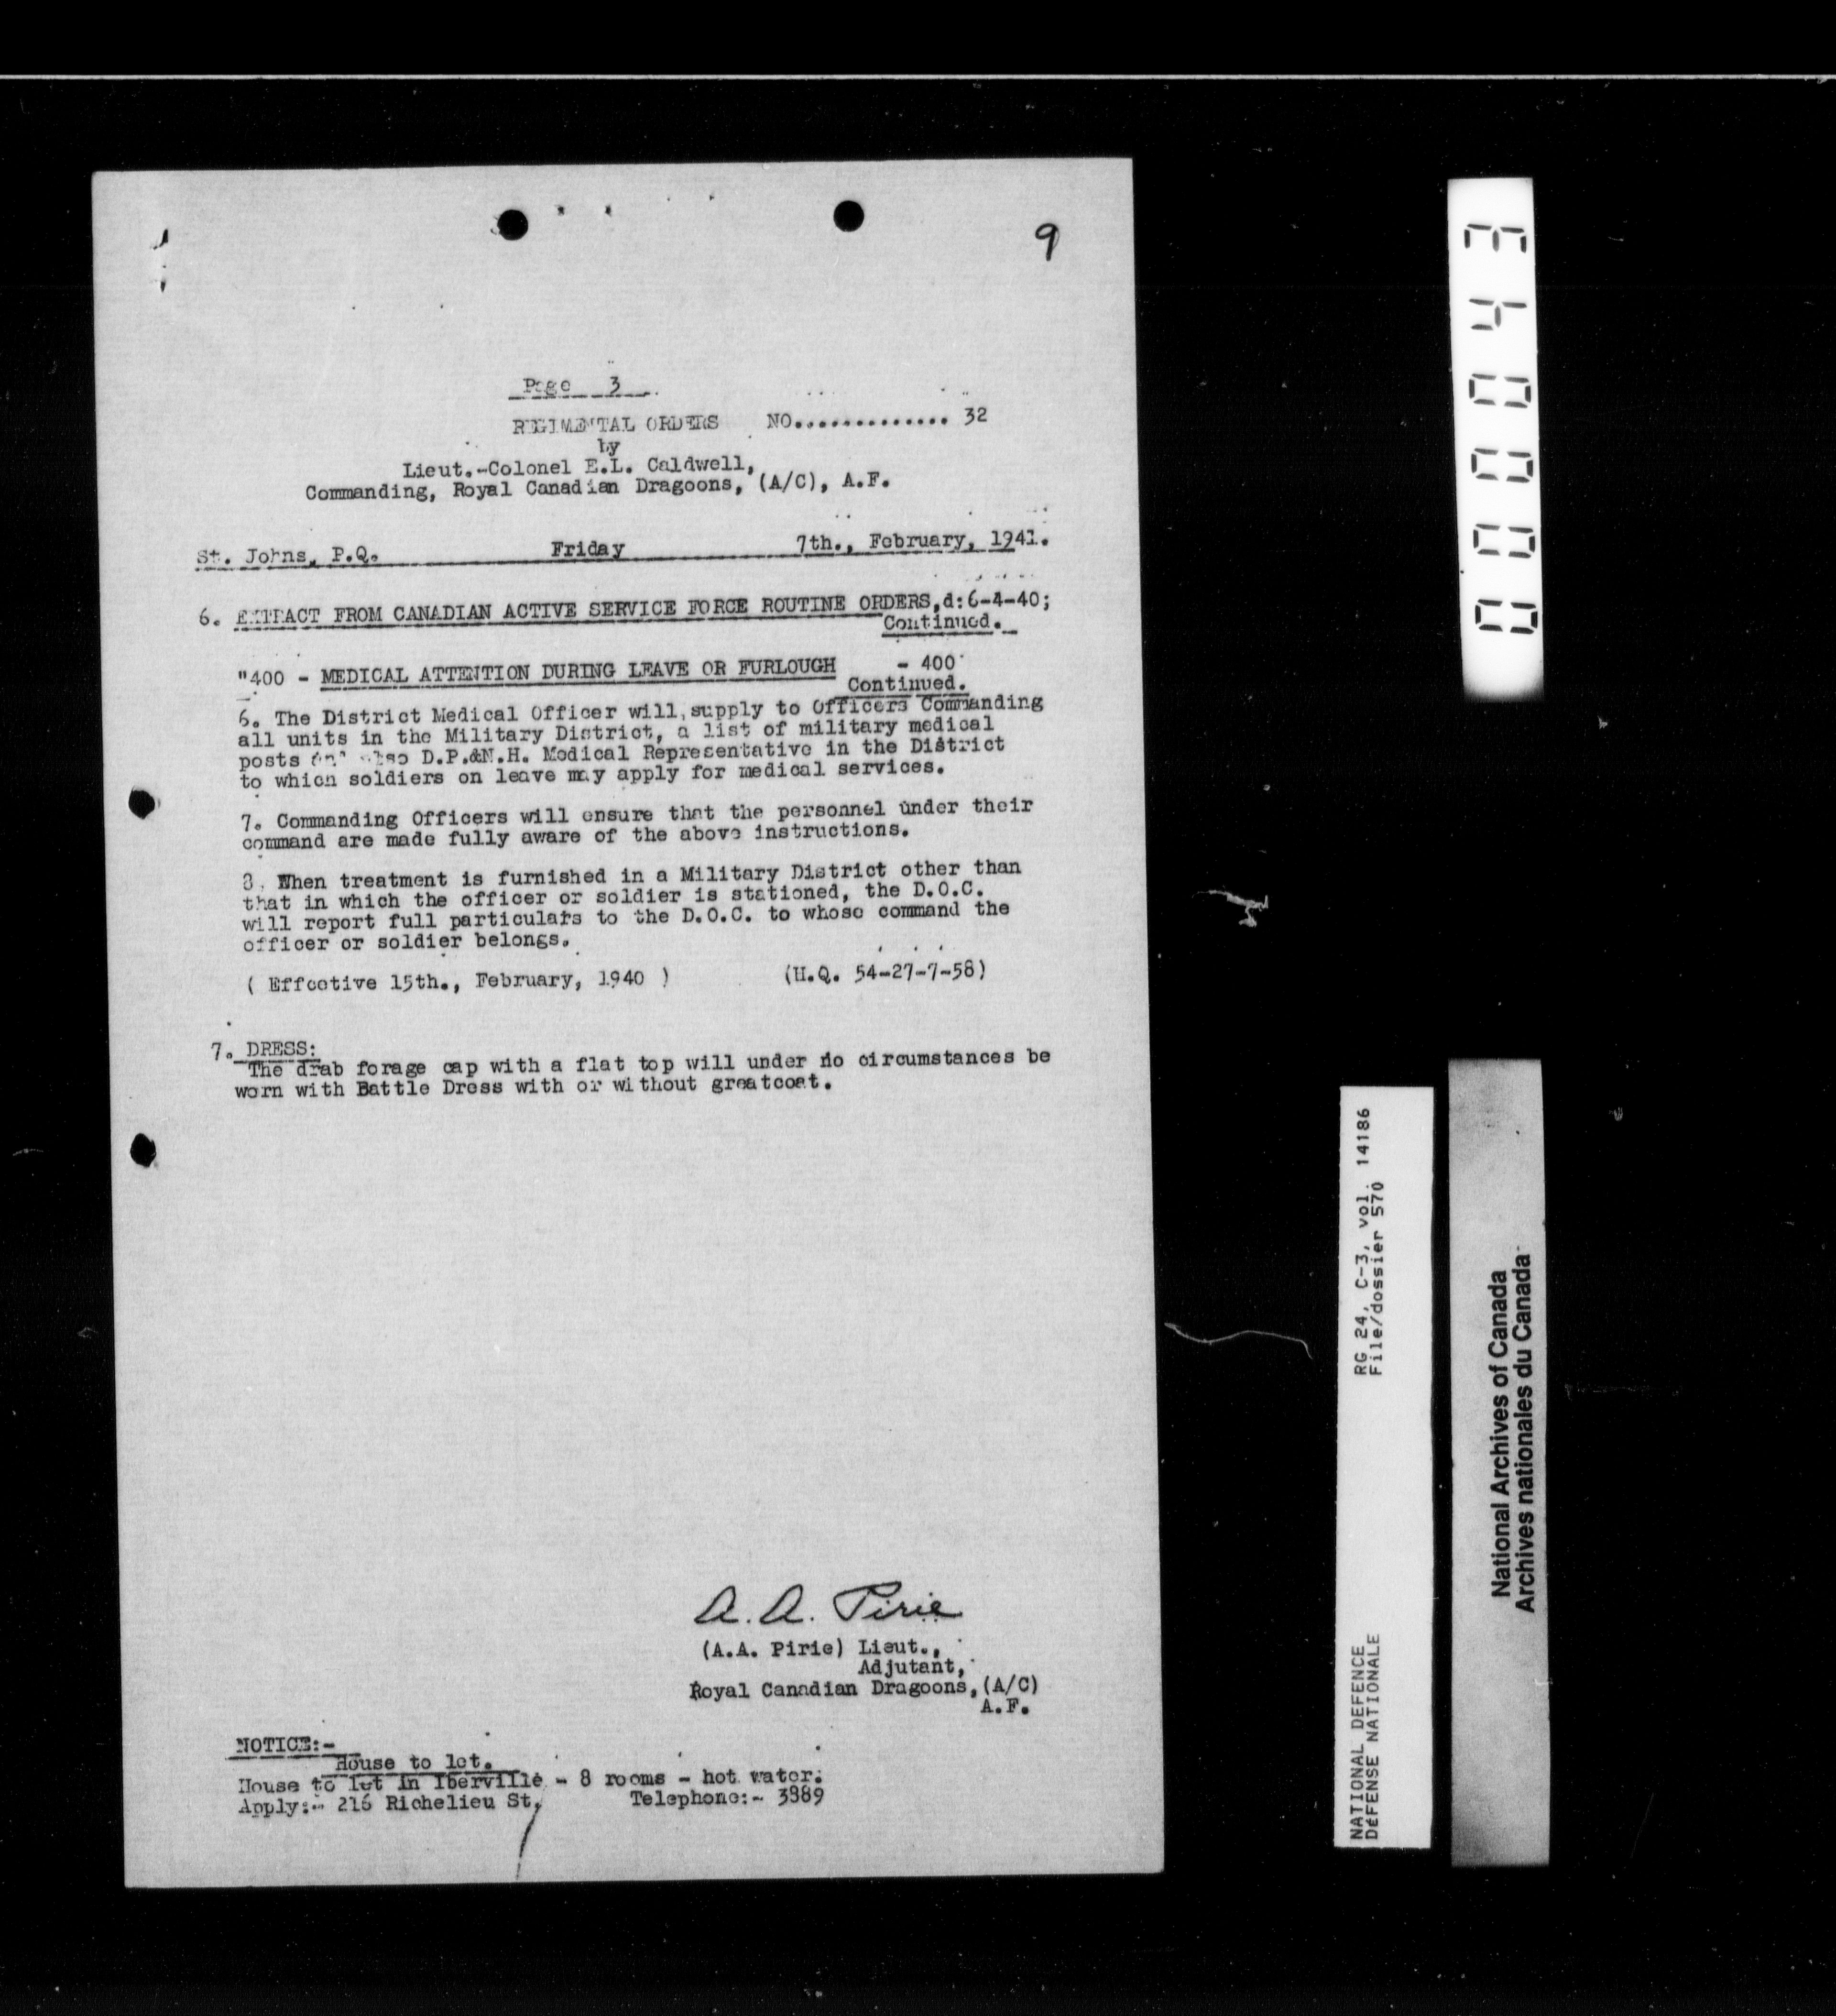 9
Page 3
REGIMENTAL ORDERS NO.............. 32
by
Lieut.-Colonel E.L. Caldwell,
Commanding, Royal Canadian Dragoons, (A/C), A.F.
St. Johns, P.Q. Friday 7th., February, 1941.
6. EXTRACT FROM CANADIAN ACTIVE SERVICE FORCE ROUTINE ORDERS,d:6-4-40;
Continued.
"400 - MEDICAL ATTENTION DURING LEAVE OR FURLOUGH - 400
Continued.
6. The District Medical Officer will, supply to Officers Commanding
all units in the Military District, a list of military medical
posts and also D.P.&N.H. Medical Representative in the District
to which soldiers on leave may apply for medical services.
7. Commanding Officers will ensure that the personnel under their
command are made fully aware of the above instructions.
8. When treatment is furnished in a Military District other than
that in which the officer or soldier is stationed, the D.O.C.
will report full particulars to the D.O.C. to whose command the
officer or soldier belongs.
( Effective 15th., February, 1940 ) (H.Q. 54-27-7-58)
7. DRESS:
The drab forage cap with a flat top will under no circumstances be
worn with Battle Dress with or without greatcoat.
A. A. Pirie
(A.A. Pirie) Lieut.,
Adjutant,
Royal Canadian Dragoons,(A/C)
A.F.
NOTICE:-
House to let.
House to let in Iberville - 8 rooms - hot water.
Apply:- 216 Richelieu St, Telephone:- 3889
000043
RG 24, C-3, vol. 14186
File/dossier 570
NATIONAL DEFENCE
DÉFENSE NATIONALE
National Archives of Canada
Archives nationales du Canada